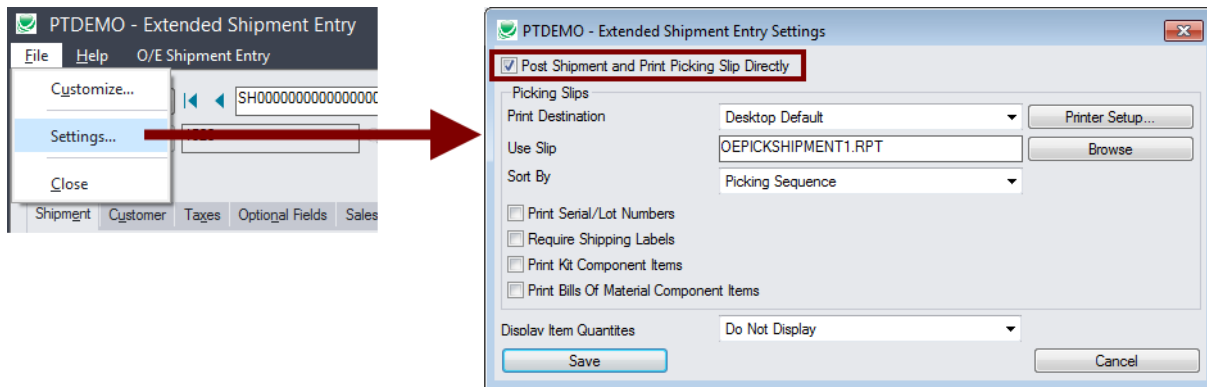 PTDEMO - Extended Shipment Entry
File Help O/E Shipment Entry
Customize...
SH00000000000000000
Settings...
Close
Shipment Customer Taxes Optional Fields Sales
PTDEMO - Extended Shipment Entry Settings
Post Shipment and Print Picking Slip Directly
Picking Slips
Print Destination Desktop Default Printer Setup...
Use Slip OEPICKSHIPMENT1.RPT Browse
Sort By Picking Sequence
Print Serial/Lot Numbers
Require Shipping Labels
Print Kit Component Items
Print Bills Of Material Component Items
Display Item Quantites Do Not Display
Save Cancel